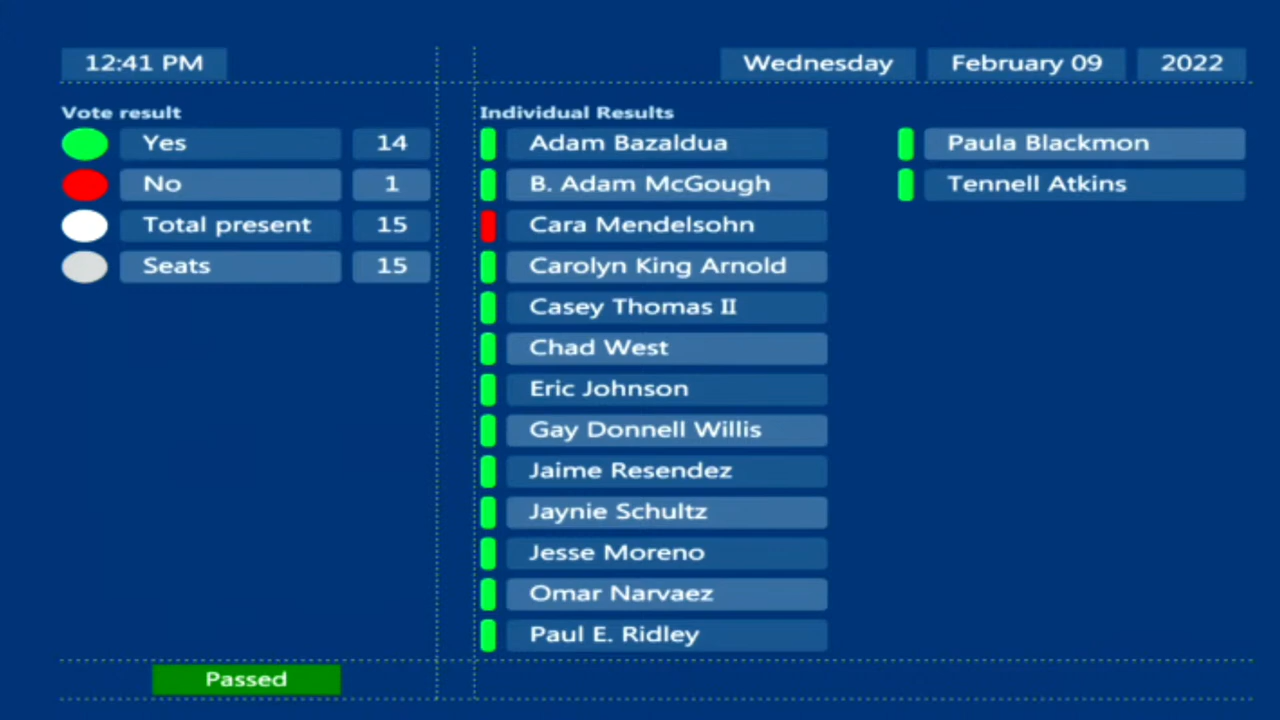 12:41 PM
Wednesday February 09 2022
Vote result
Yes 14
No 1
Total present 15
Seats 15
Individual Results
Adam Bazaldua
B. Adam McGough
Cara Mendelsohn
Carolyn King Arnold
Casey Thomas II
Chad West
Eric Johnson
Gay Donnell Willis
Jaime Resendez
Jaynie Schultz
Jesse Moreno
Omar Narvaez
Paul E. Ridley
Paula Blackmon
Tennell Atkins
Passed